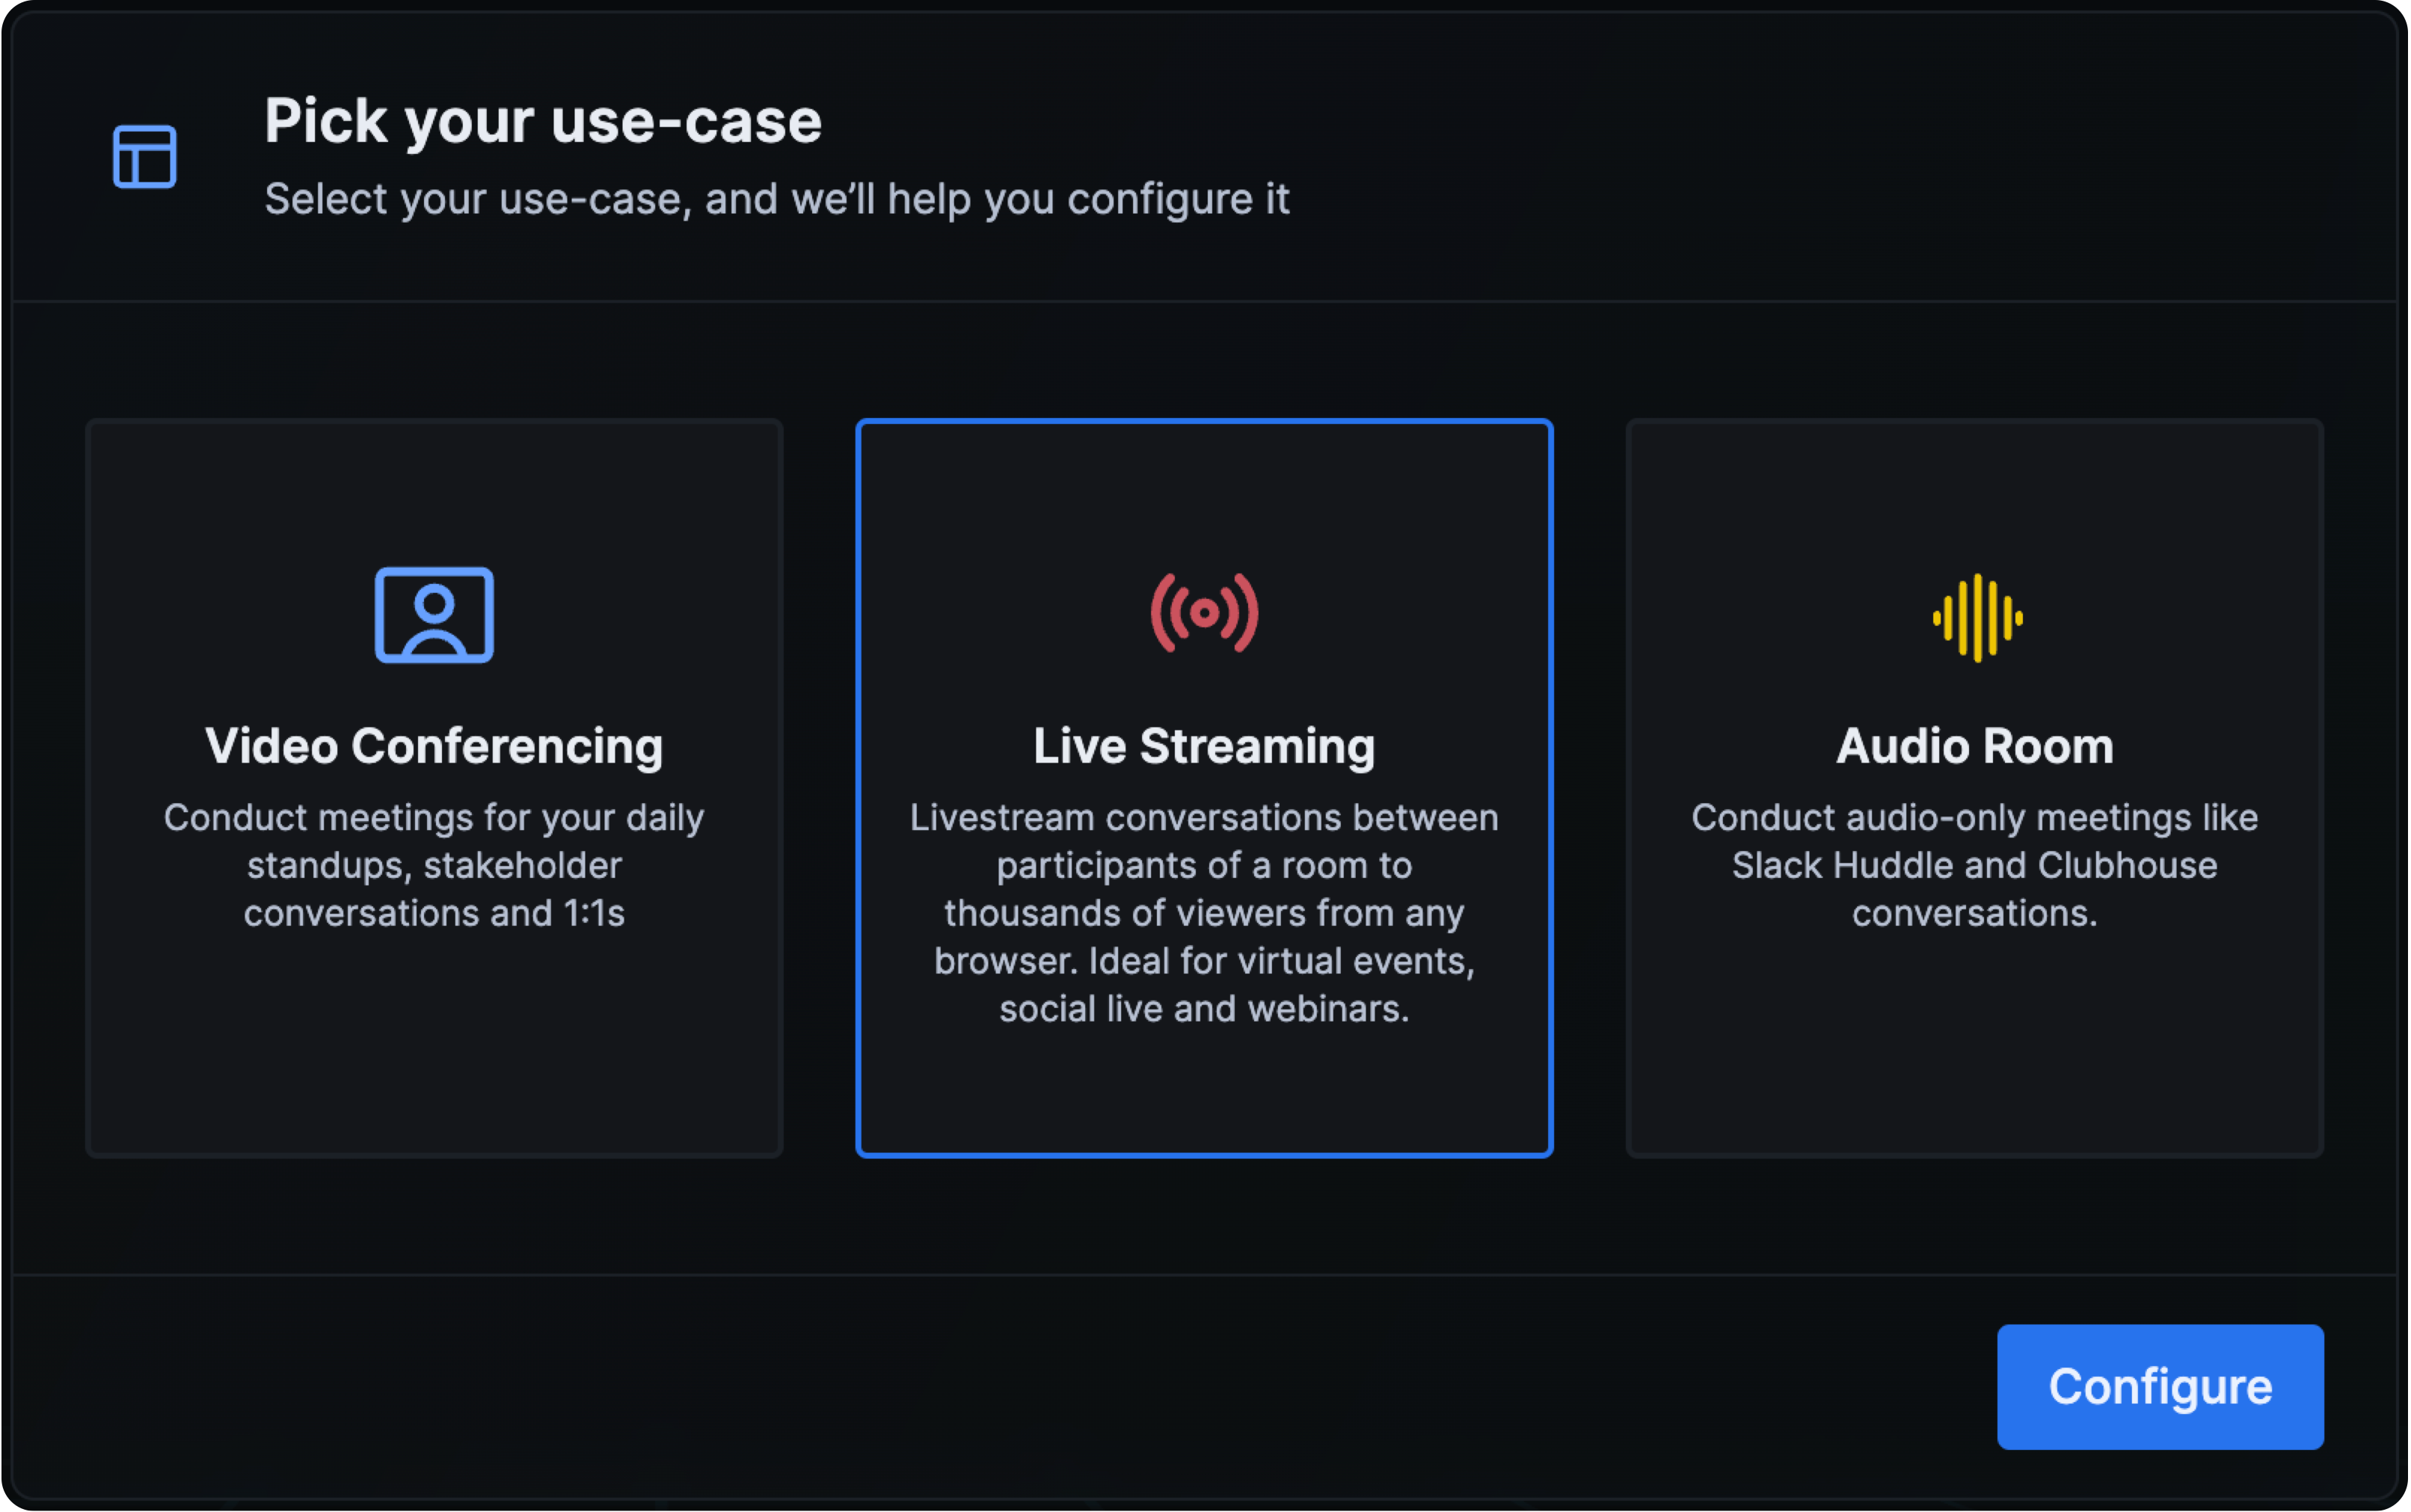 Pick your use-case
Select your use-case, and we’ll help you configure it
Video Conferencing
Conduct meetings for your daily
standups, stakeholder
conversations and 1:1s
Live Streaming
Livestream conversations between
participants of a room to
thousands of viewers from any
browser. Ideal for virtual events,
social live and webinars.
Audio Room
Conduct audio-only meetings like
Slack Huddle and Clubhouse
conversations.
Configure